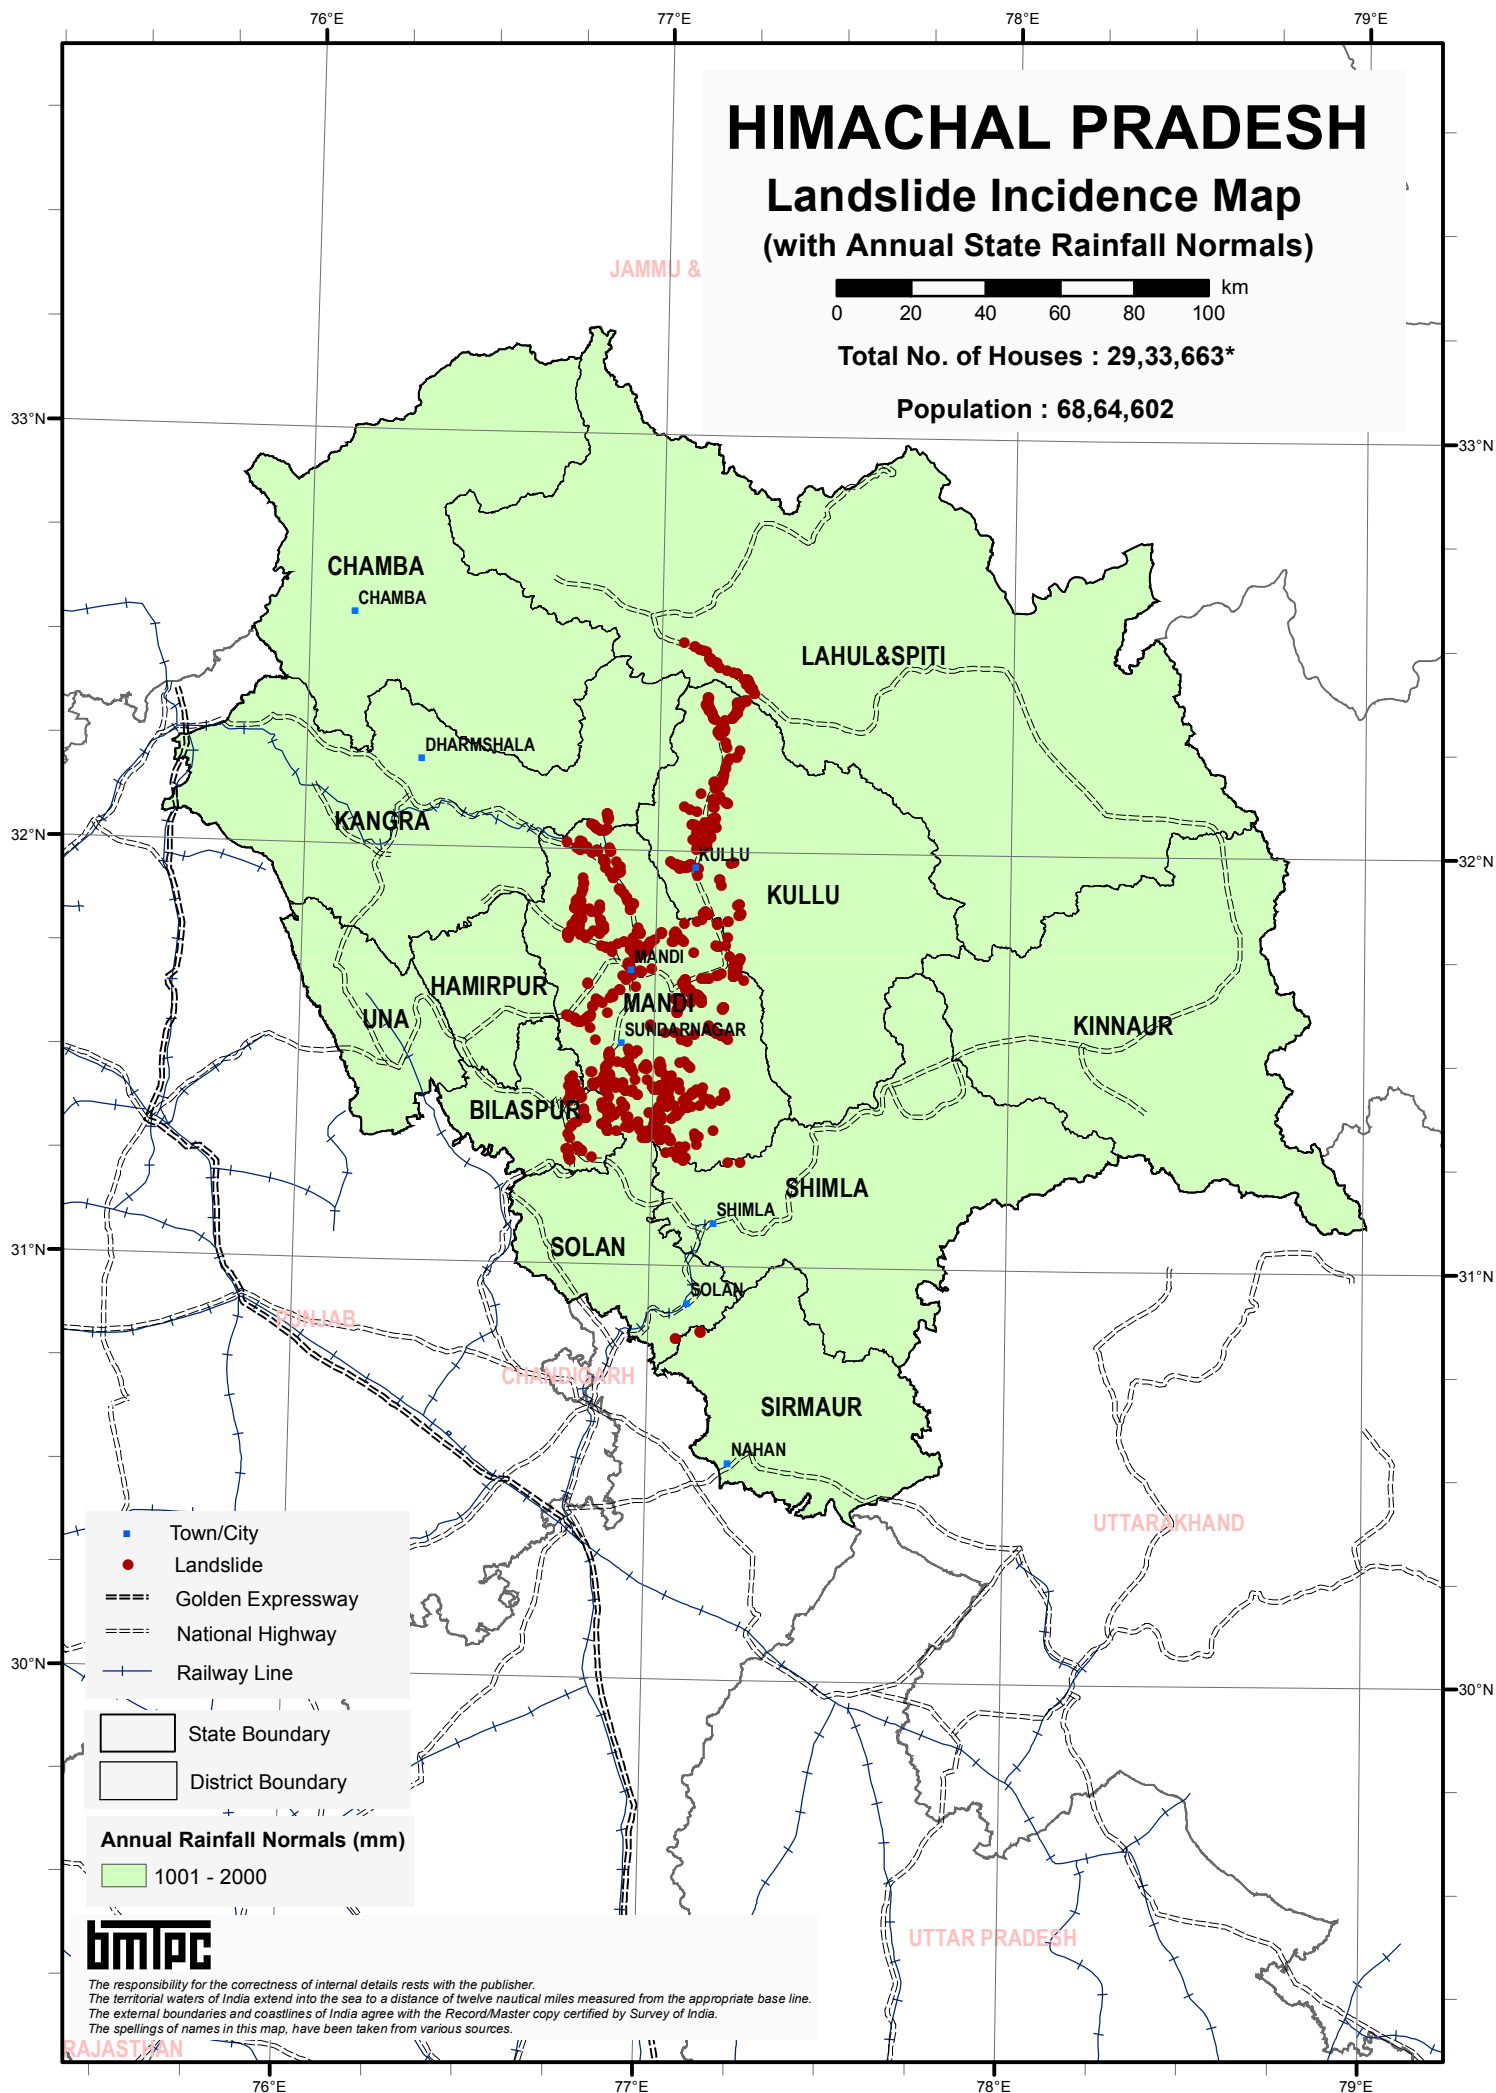 76°E
77°E
78°E
79°E
HIMACHAL PRADESH
Landslide Incidence Map
(with Annual State Rainfall Normals)
km
0 20 40 60 80 100
Total No. of Houses : 29,33,663*
Population : 68,64,602
JAMMU &
33°N
33°N
CHAMBA
CHAMBA
LAHUL&SPITI
DHARMSHALA
KANGRA
32°N
32°N
KULLU
KULLU
MANDI
HAMIRPUR
MANDI
UNA
SUNDARNAGAR
KINNAUR
BILASPUR
SHIMLA
SHIMLA
SOLAN
31°N
31°N
SOLAN
PUNJAB
CHANDIGARH
SIRMAUR
NAHAN
UTTARAKHAND
Town/City
Landslide
Golden Expressway
National Highway
Railway Line
30°N
30°N
State Boundary
District Boundary
Annual Rainfall Normals (mm)
1001 - 2000
UTTAR PRADESH
bmTPC
The responsibility for the correctness of internal details rests with the publisher.
The territorial waters of India extend into the sea to a distance of twelve nautical miles measured from the appropriate base line.
The external boundaries and coastlines of India agree with the Record/Master copy certified by Survey of India.
The spellings of names in this map, have been taken from various sources.
RAJASTHAN
76°E
77°E
78°E
79°E